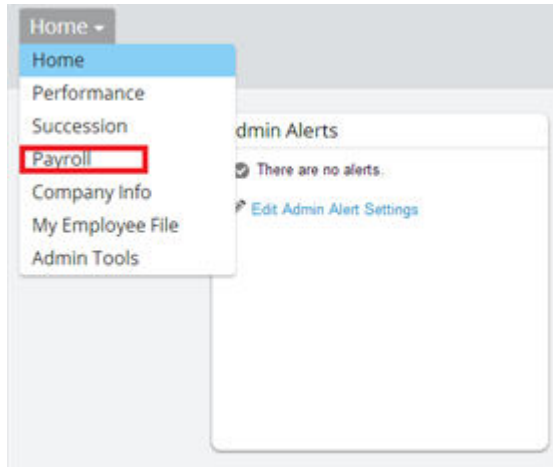 Home
Home
Performance
Succession
Payroll
Company Info
My Employee File
Admin Tools
dmin Alerts
There are no alerts.
Edit Admin Alert Settings